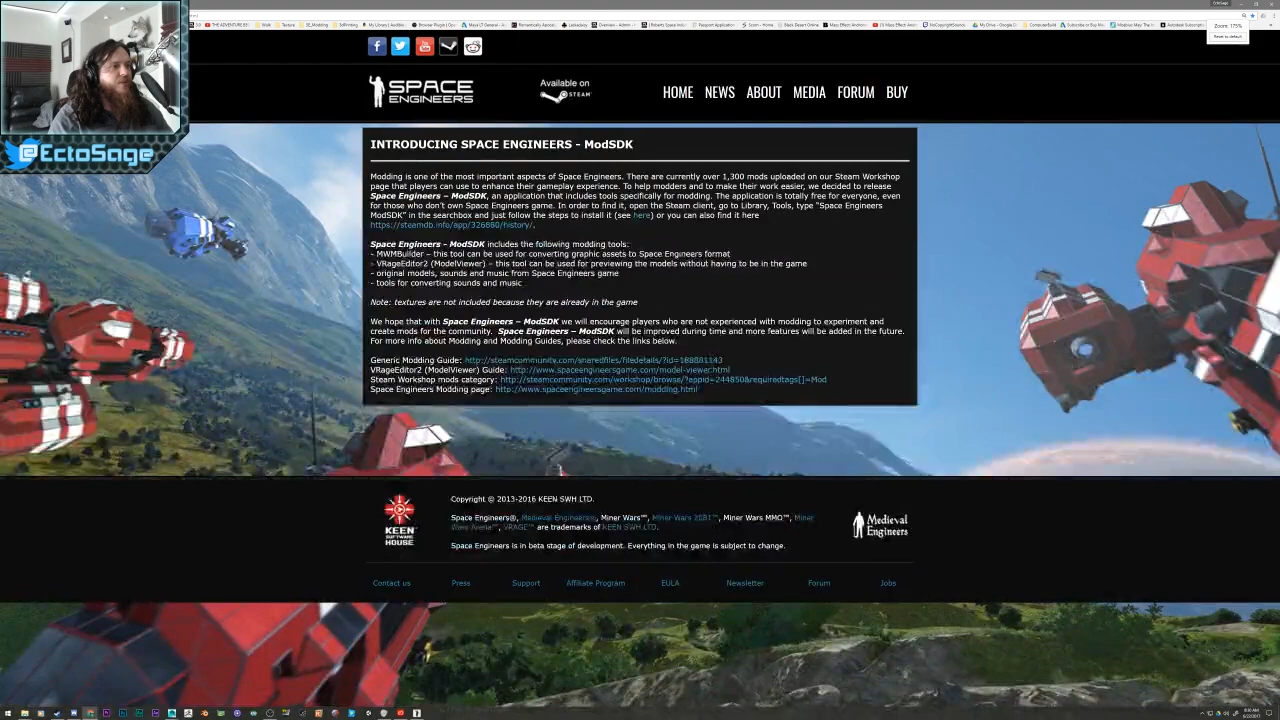 EctoSage
Zoom: 175%
Reset to default
SPACE ENGINEERS
Available on
STEAM
HOME NEWS ABOUT MEDIA FORUM BUY
@EctoSage
INTRODUCING SPACE ENGINEERS - ModSDK
Modding is one of the most important aspects of Space Engineers. There are currently over 1,300 mods uploaded on our Steam Workshop
page that players can use to enhance their gameplay experience. To help modders and to make their work easier, we decided to release
Space Engineers – ModSDK, an application that includes tools specifically for modding. The application is totally free for everyone, even
for those who don't own Space Engineers game. In order to find it, open the Steam client, go to Library, Tools, type "Space Engineers
ModSDK" in the searchbox and just follow the steps to install it (see here) or you can also find it here
https://steamdb.info/app/326880/history/.
Space Engineers - ModSDK includes the following modding tools:
- MWMBuilder – this tool can be used for converting graphic assets to Space Engineers format
- VRageEditor2 (ModelViewer) – this tool can be used for previewing the models without having to be in the game
- original models, sounds and music from Space Engineers game
- tools for converting sounds and music
Note: textures are not included because they are already in the game
We hope that with Space Engineers – ModSDK we will encourage players who are not experienced with modding to experiment and
create mods for the community. Space Engineers – ModSDK will be improved during time and more features will be added in the future.
For more info about Modding and Modding Guides, please check the links below.
Generic Modding Guide: http://steamcommunity.com/sharedfiles/filedetails/?id=188881143
VRageEditor2 (ModelViewer) Guide: http://www.spaceengineersgame.com/model-viewer.html
Steam Workshop mods category: http://steamcommunity.com/workshop/browse/?appid=244850&requiredtags[]=Mod
Space Engineers Modding page: http://www.spaceengineersgame.com/modding.html
KEEN SOFTWARE HOUSE
Copyright © 2013-2016 KEEN SWH LTD.
Space Engineers®, Medieval Engineers®, Miner Wars™, Miner Wars 2081™, Miner Wars MMO™, Miner
Wars Arena™, VRAGE™ are trademarks of KEEN SWH LTD.
Space Engineers is in beta stage of development. Everything in the game is subject to change.
Medieval Engineers
Contact us Press Support Affiliate Program EULA Newsletter Forum Jobs